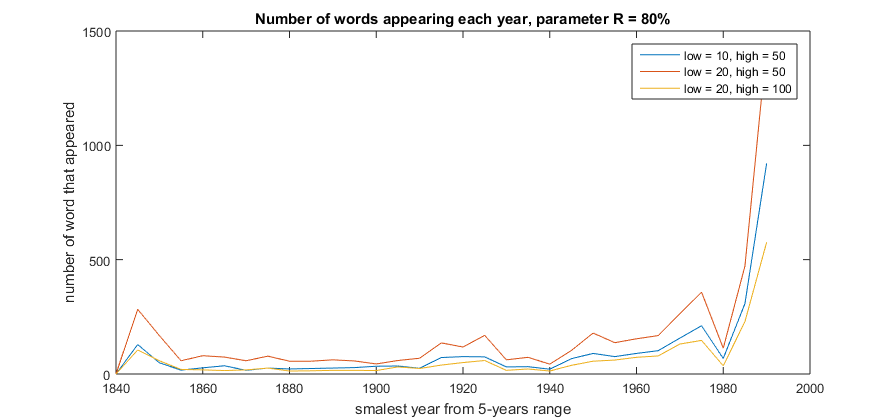 Number of words appearing each year, parameter R = 80%
1500
1000
500
0
number of word that appeared
low = 10, high = 50
low = 20, high = 50
low = 20, high = 100
1840 1860 1880 1900 1920 1940 1960 1980 2000
smalest year from 5-years range